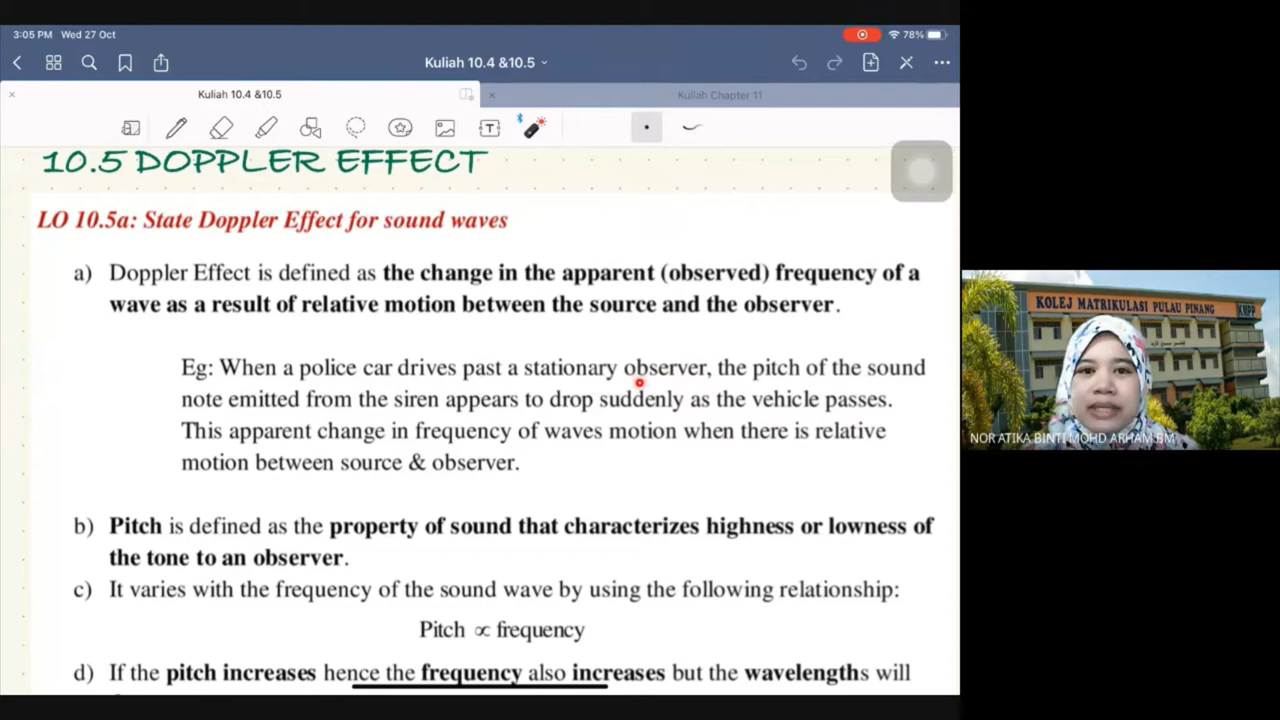 3:05 PM Wed 27 Oct
78%
Kuliah 10.4 &10.5
Kuliah 10.4 &10.5
Kuliah Chapter 11
10.5 DOPPLER EFFECT
LO 10.5a: State Doppler Effect for sound waves
a) Doppler Effect is defined as the change in the apparent (observed) frequency of a
wave as a result of relative motion between the source and the observer.
Eg: When a police car drives past a stationary observer, the pitch of the sound
note emitted from the siren appears to drop suddenly as the vehicle passes.
This apparent change in frequency of waves motion when there is relative
motion between source & observer.
b) Pitch is defined as the property of sound that characterizes highness or lowness of
the tone to an observer.
c) It varies with the frequency of the sound wave by using the following relationship:
Pitch ∝ frequency
d) If the pitch increases hence the frequency also increases but the wavelengths will
KOLEJ MATRIKULASI PULAU PINANG
KMPP
NOR ATIKA BINTI MOHD ARHAM BM